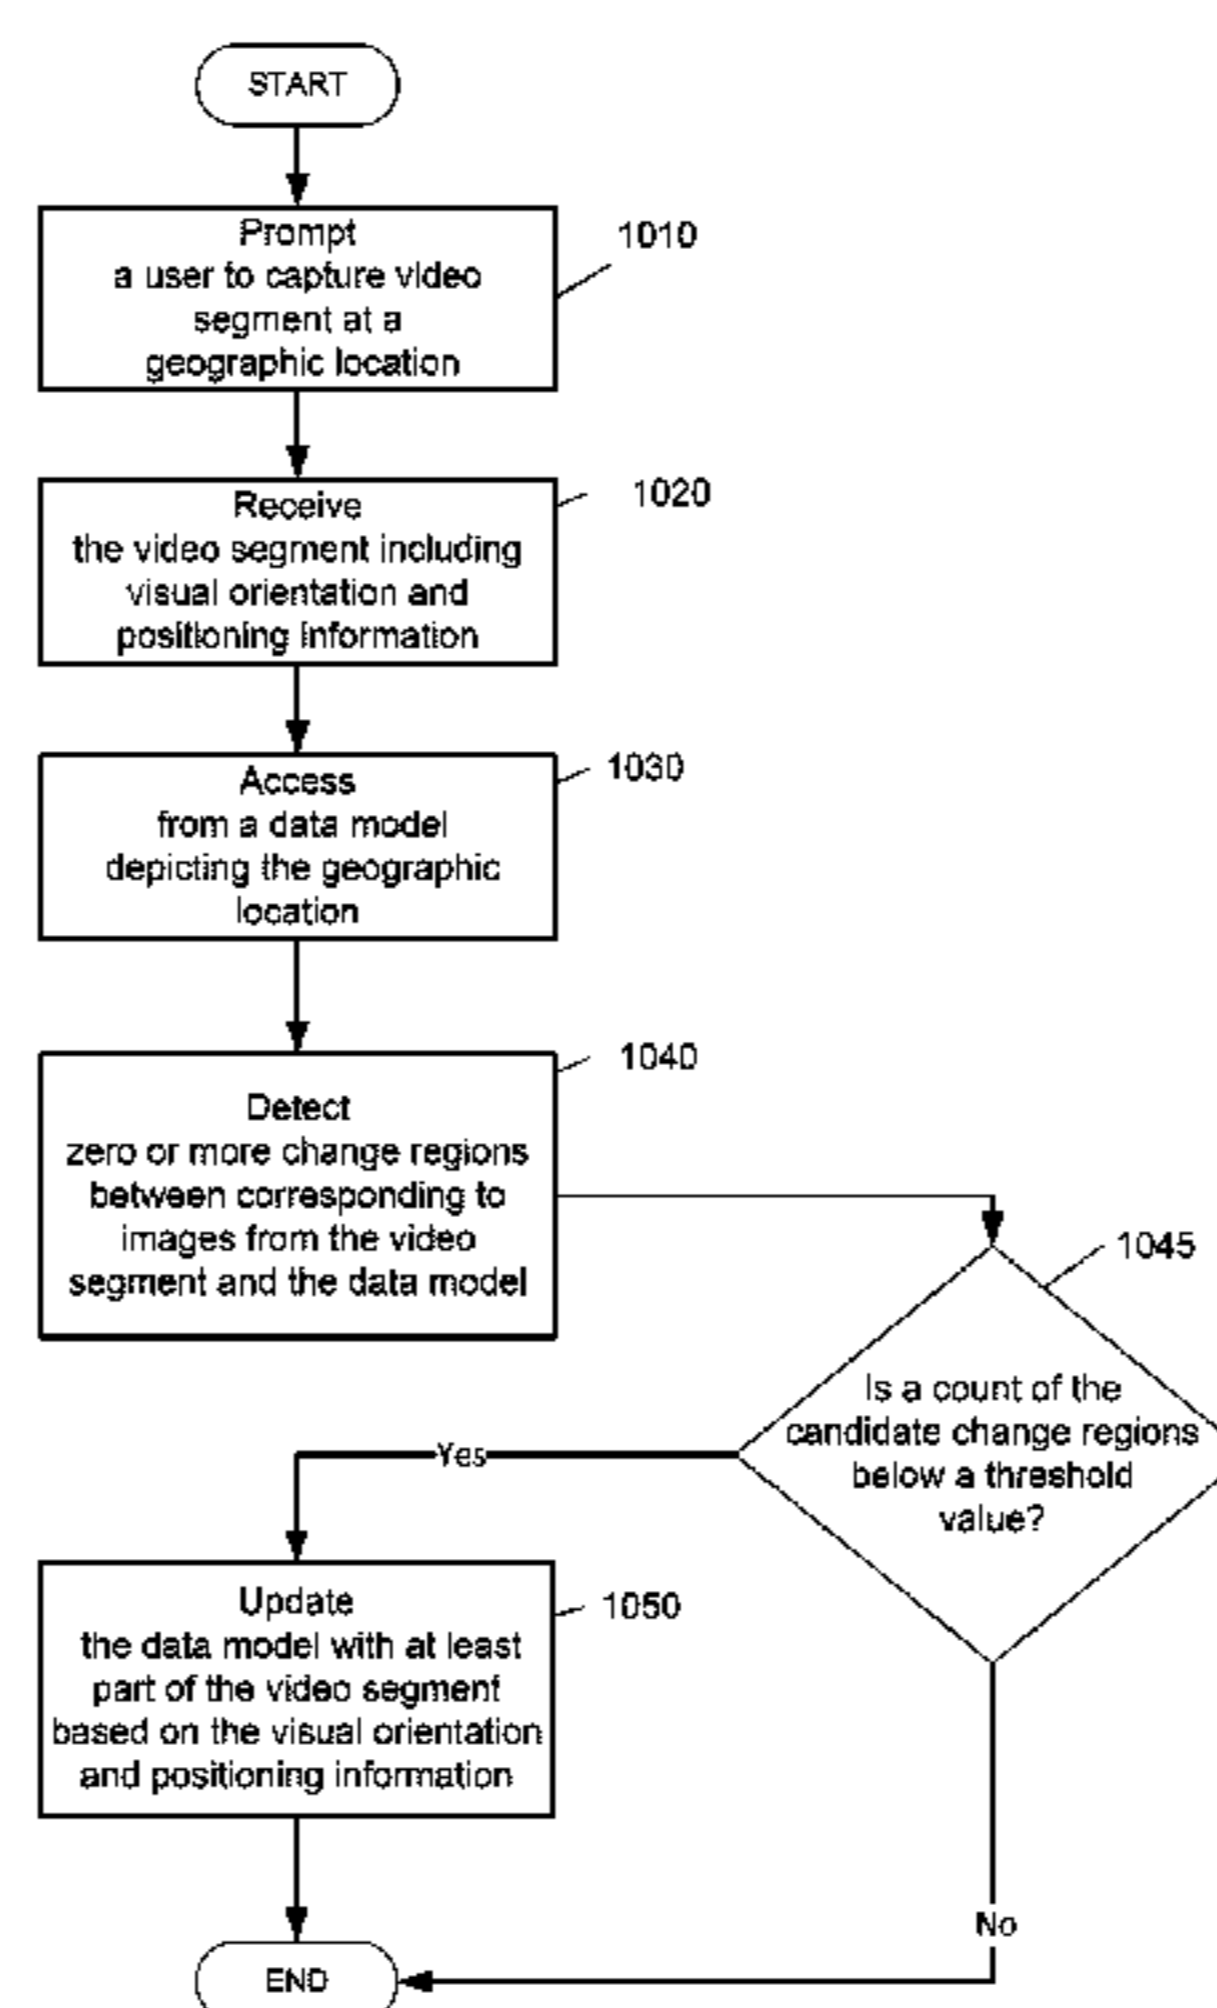 START
Prompt
a user to capture video
segment at a
geographic location
1010
Receive
the video segment including
visual orientation and
positioning information
1020
Access
from a data model
depicting the geographic
location
1030
Detect
zero or more change regions
between corresponding to
images from the video
segment and the data model
1040
1045
Is a count of the
candidate change regions
below a threshold
value?
Yes
Update
the data model with at least
part of the video segment
based on the visual orientation
and positioning information
1050
No
END